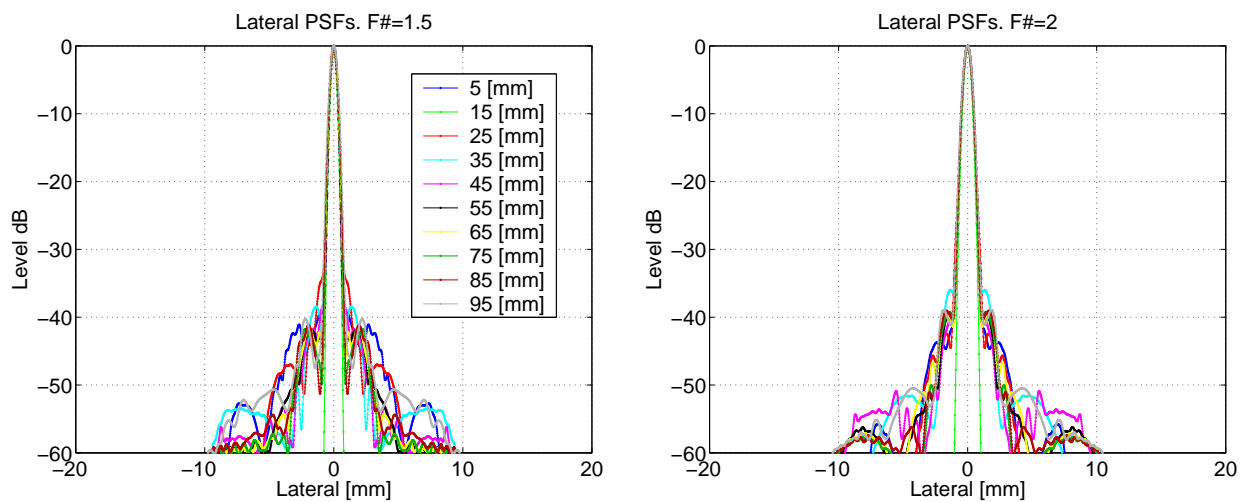 Lateral PSFs. F#=1.5
0
−10
−20
−30
−40
−50
−60
Level dB
−20
−10
0
10
20
Lateral [mm]
5 [mm]
15 [mm]
25 [mm]
35 [mm]
45 [mm]
55 [mm]
65 [mm]
75 [mm]
85 [mm]
95 [mm]
Lateral PSFs. F#=2
0
−10
−20
−30
−40
−50
−60
Level dB
−20
−10
0
10
20
Lateral [mm]